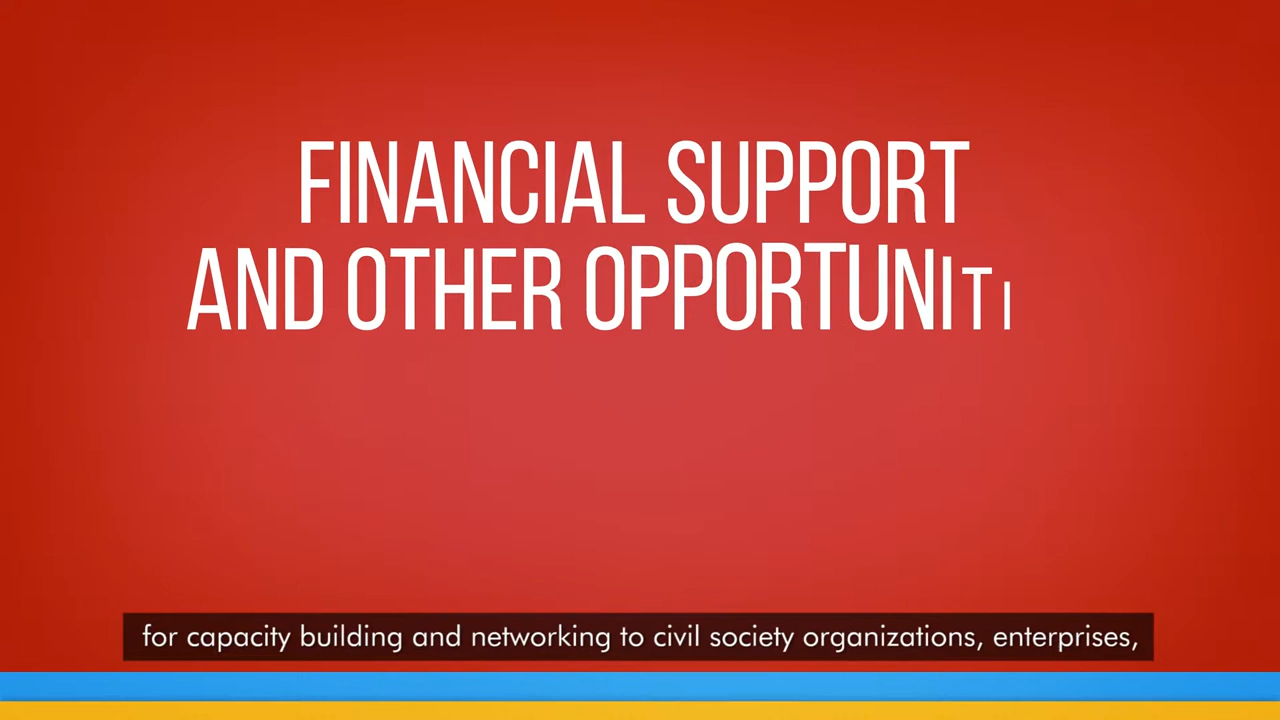 FINANCIAL SUPPORT
AND OTHER OPPORTUNITI
for capacity building and networking to civil society organizations, enterprises,